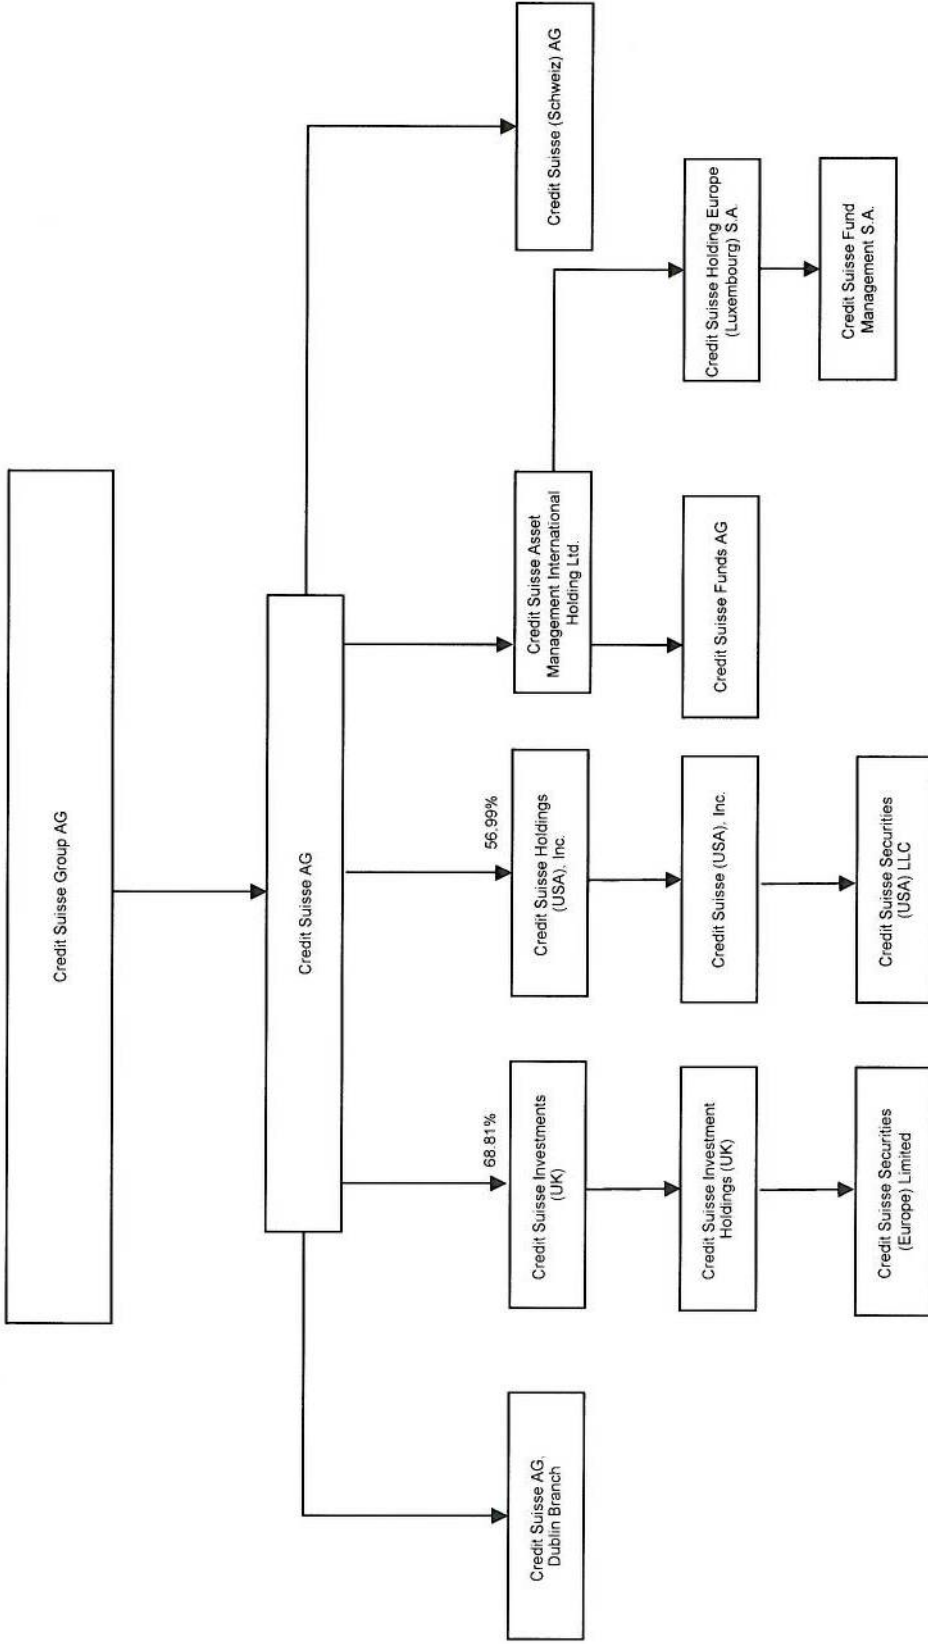 Credit Suisse Group AG
Credit Suisse AG
Credit Suisse AG,
Dublin Branch
68.81%
Credit Suisse Investments
(UK)
Credit Suisse Investment
Holdings (UK)
Credit Suisse Securities
(Europe) Limited
56.99%
Credit Suisse Holdings
(USA), Inc.
Credit Suisse (USA), Inc.
Credit Suisse Securities
(USA) LLC
Credit Suisse Asset
Management International
Holding Ltd.
Credit Suisse Funds AG
Credit Suisse Holding Europe
(Luxembourg) S.A.
Credit Suisse Fund
Management S.A.
Credit Suisse (Schweiz) AG